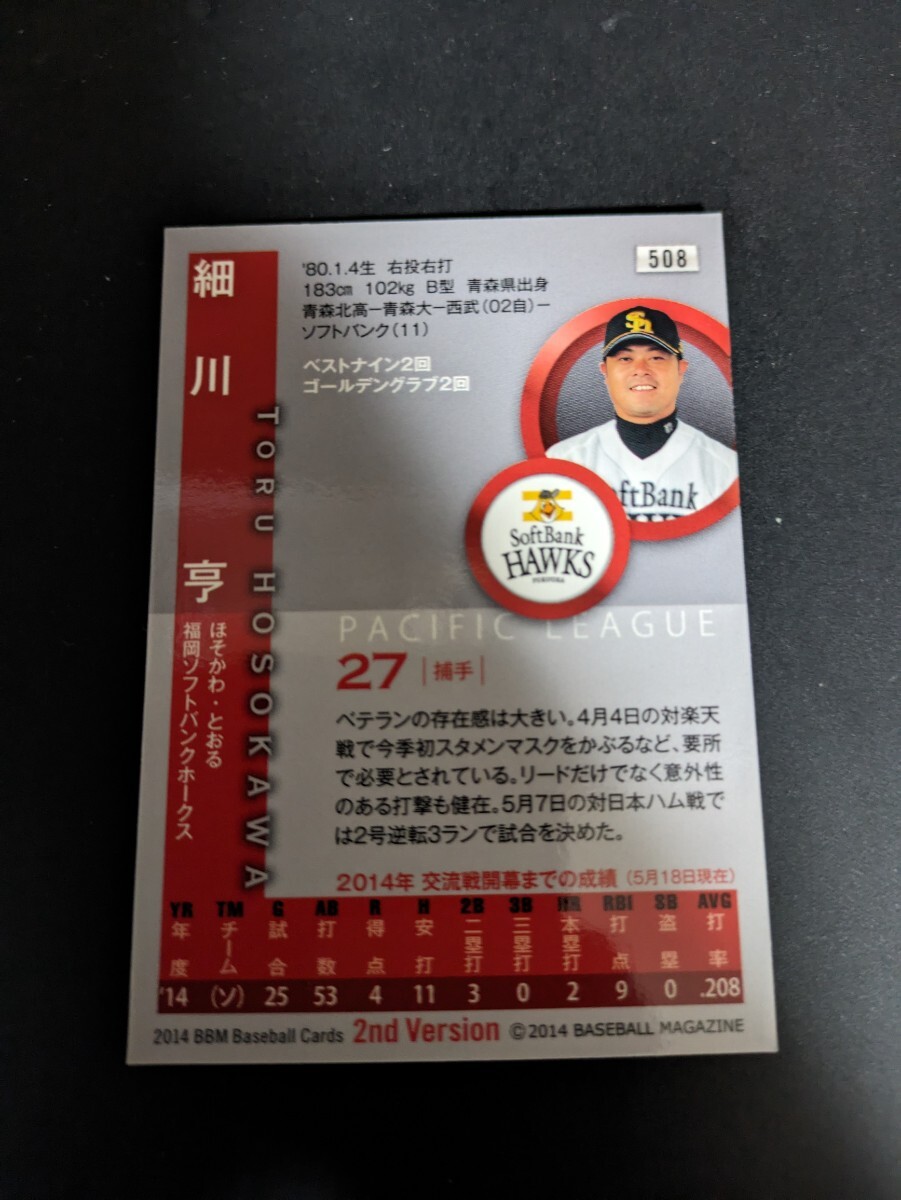 508
細川 亨
TORU HOSOKAWA
ほそかわ・とおる
福岡ソフトバンクホークス
'80.1.4生 右投右打
183cm 102kg B型 青森県出身
青森北高ー青森大ー西武(02自)ー
ソフトバンク(11)
ベストナイン2回
ゴールデングラブ2回
SH
ftBank
SoftBank
HAWKS
FUKUOKA
PACIFIC LEAGUE
27 |捕手|
ベテランの存在感は大きい。4月4日の対楽天
戦で今季初スタメンマスクをかぶるなど、要所
で必要とされている。リードだけでなく意外性
のある打撃も健在。5月7日の対日本ハム戦で
は2号逆転3ランで試合を決めた。
2014年 交流戦開幕までの成績 (5月18日現在)
YR TM G AB R H 2B 3B HR RBI SB AVG
年度 チーム 試合 打数 得点 安打 二塁打 三塁打 本塁打 打点 盗塁 打率
'14 (ソ) 25 53 4 11 3 0 2 9 0 .208
2014 BBM Baseball Cards 2nd Version ©2014 BASEBALL MAGAZINE